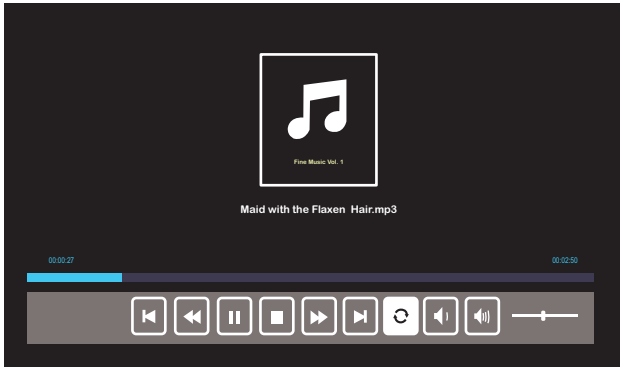 Fine Music Vol. 1
Maid with the Flaxen  Hair.mp3
00:00:27
00:02:50